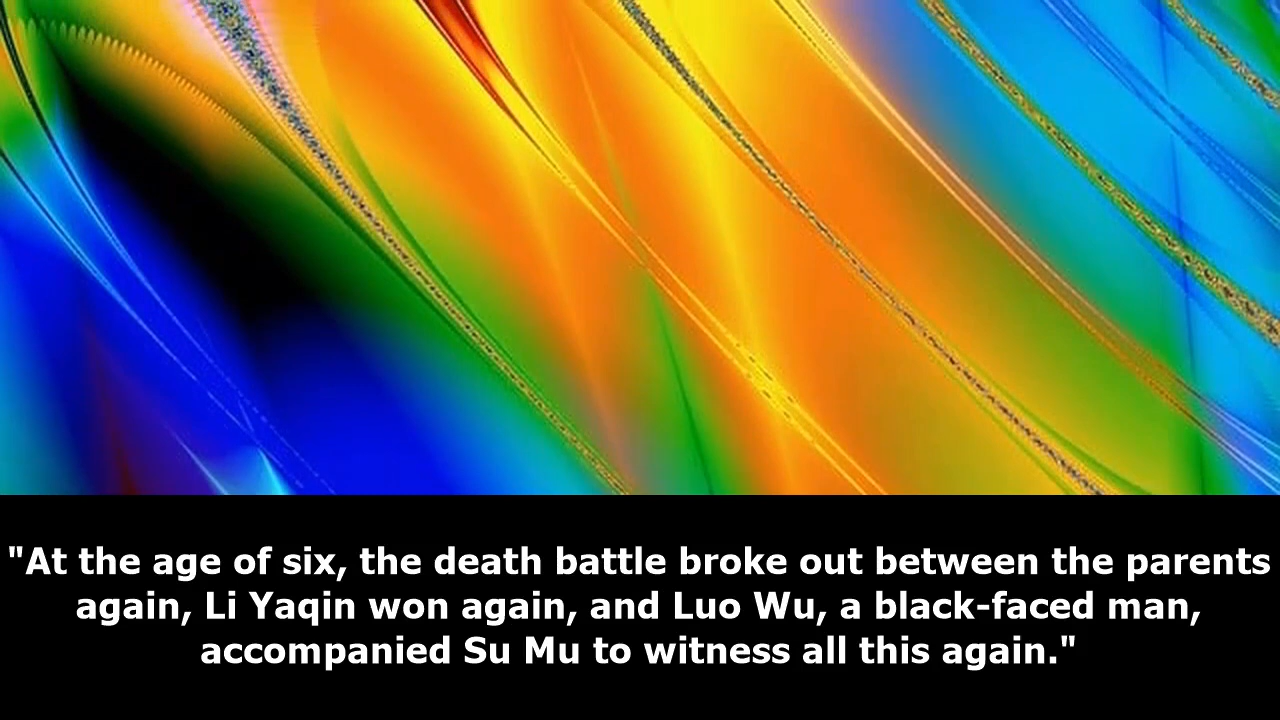 "At the age of six, the death battle broke out between the parents
again, Li Yaqin won again, and Luo Wu, a black-faced man,
accompanied Su Mu to witness all this again."